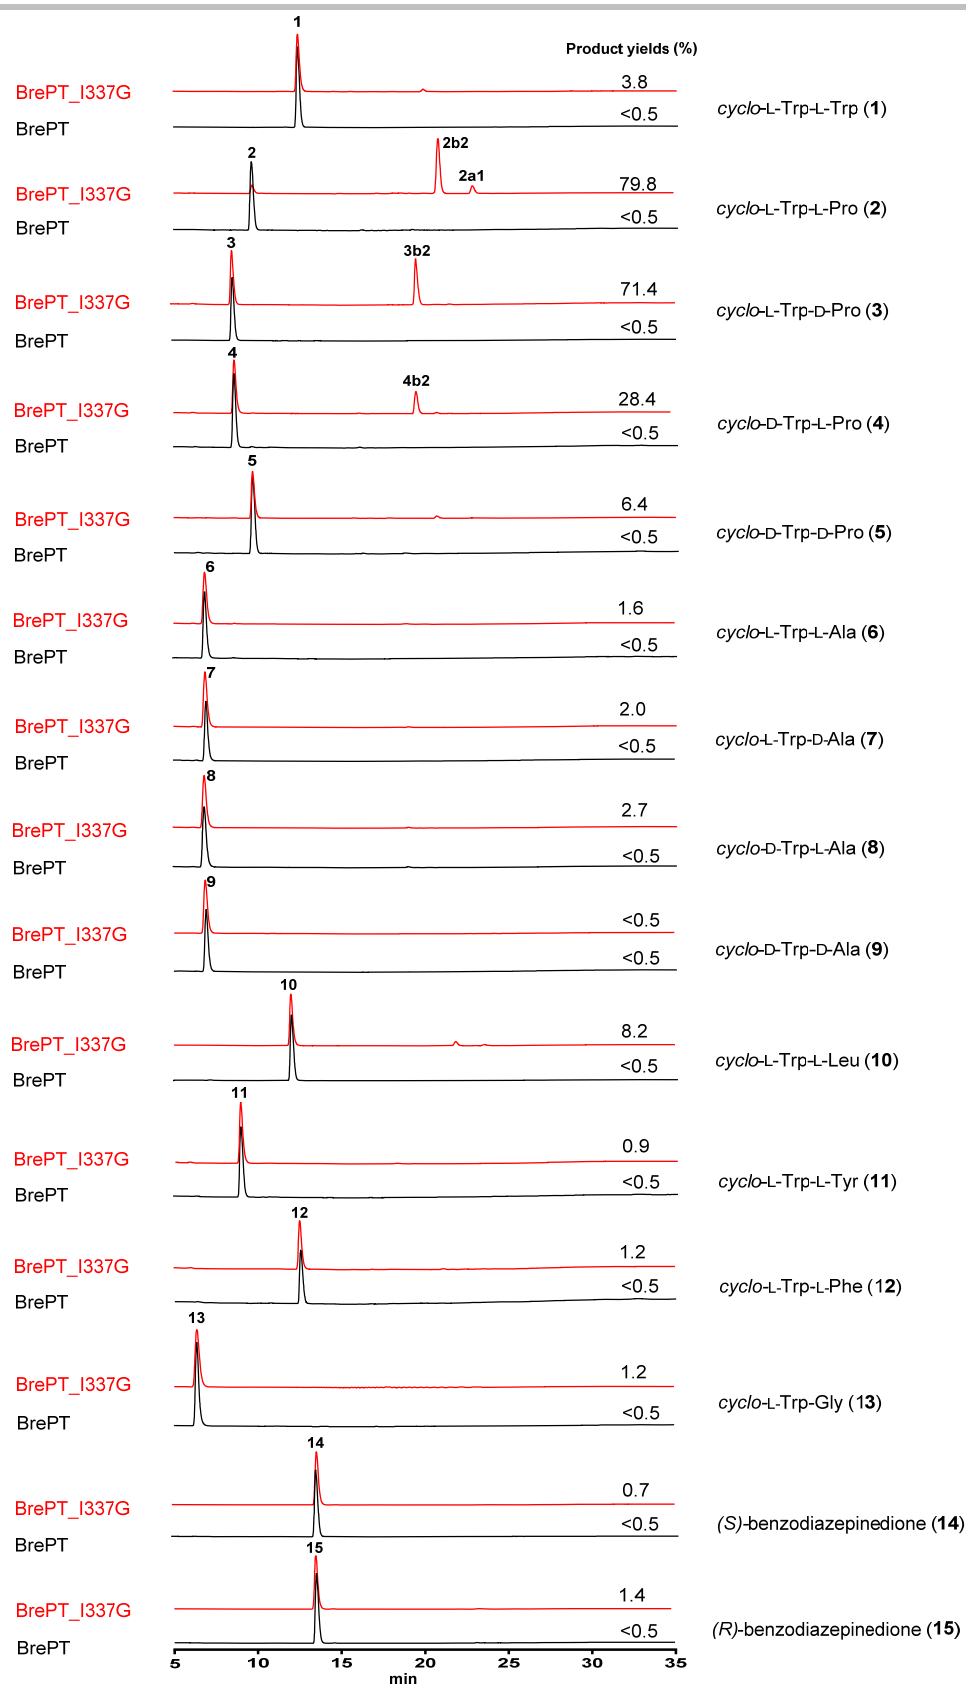 1
Product yields (%)
BrePT_I337G 3.8
BrePT <0.5
cyclo-L-Trp-L-Trp (1)
2 2b2 2a1
BrePT_I337G 79.8
BrePT <0.5
cyclo-L-Trp-L-Pro (2)
3 3b2
BrePT_I337G 71.4
BrePT <0.5
cyclo-L-Trp-D-Pro (3)
4 4b2
BrePT_I337G 28.4
BrePT <0.5
cyclo-D-Trp-L-Pro (4)
5
BrePT_I337G 6.4
BrePT <0.5
cyclo-D-Trp-D-Pro (5)
6
BrePT_I337G 1.6
BrePT <0.5
cyclo-L-Trp-L-Ala (6)
7
BrePT_I337G 2.0
BrePT <0.5
cyclo-L-Trp-D-Ala (7)
8
BrePT_I337G 2.7
BrePT <0.5
cyclo-D-Trp-L-Ala (8)
9
BrePT_I337G <0.5
BrePT <0.5
cyclo-D-Trp-D-Ala (9)
10
BrePT_I337G 8.2
BrePT <0.5
cyclo-L-Trp-L-Leu (10)
11
BrePT_I337G 0.9
BrePT <0.5
cyclo-L-Trp-L-Tyr (11)
12
BrePT_I337G 1.2
BrePT <0.5
cyclo-L-Trp-L-Phe (12)
13
BrePT_I337G 1.2
BrePT <0.5
cyclo-L-Trp-Gly (13)
14
BrePT_I337G 0.7
BrePT <0.5
(S)-benzodiazepinedione (14)
15
BrePT_I337G 1.4
BrePT <0.5
(R)-benzodiazepinedione (15)
5 10 15 20 25 30 35
min